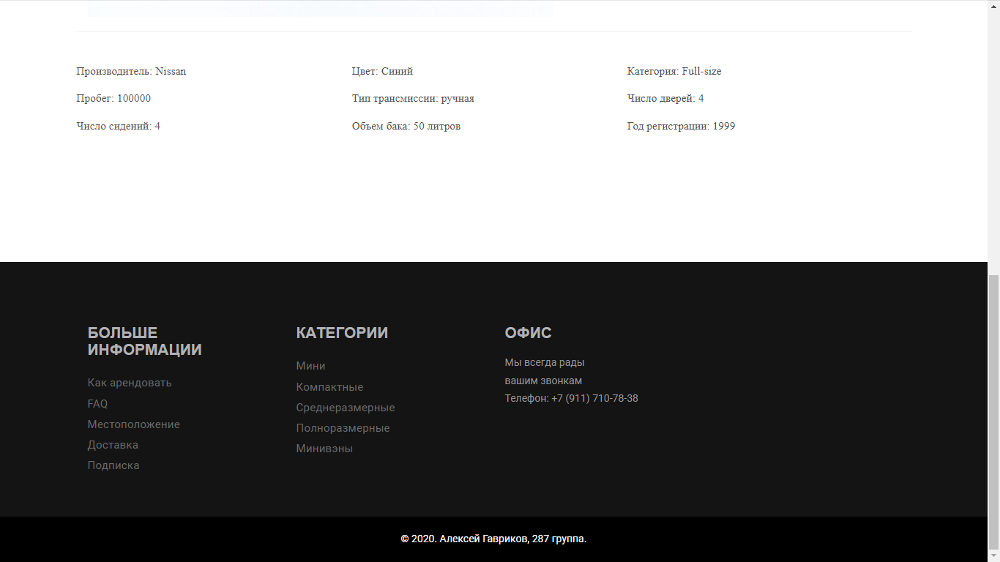 Производитель: Nissan
Цвет: Синий
Категория: Full-size
Пробег: 100000
Тип трансмиссии: ручная
Число дверей: 4
Число сидений: 4
Объем бака: 50 литров
Год регистрации: 1999
БОЛЬШЕ
ИНФОРМАЦИИ
Как арендовать
FAQ
Местоположение
Доставка
Подписка
КАТЕГОРИИ
Мини
Компактные
Среднеразмерные
Полноразмерные
Минивэны
ОФИС
Мы всегда рады
вашим звонкам
Телефон: +7 (911) 710-78-38
© 2020. Алексей Гавриков, 287 группа.